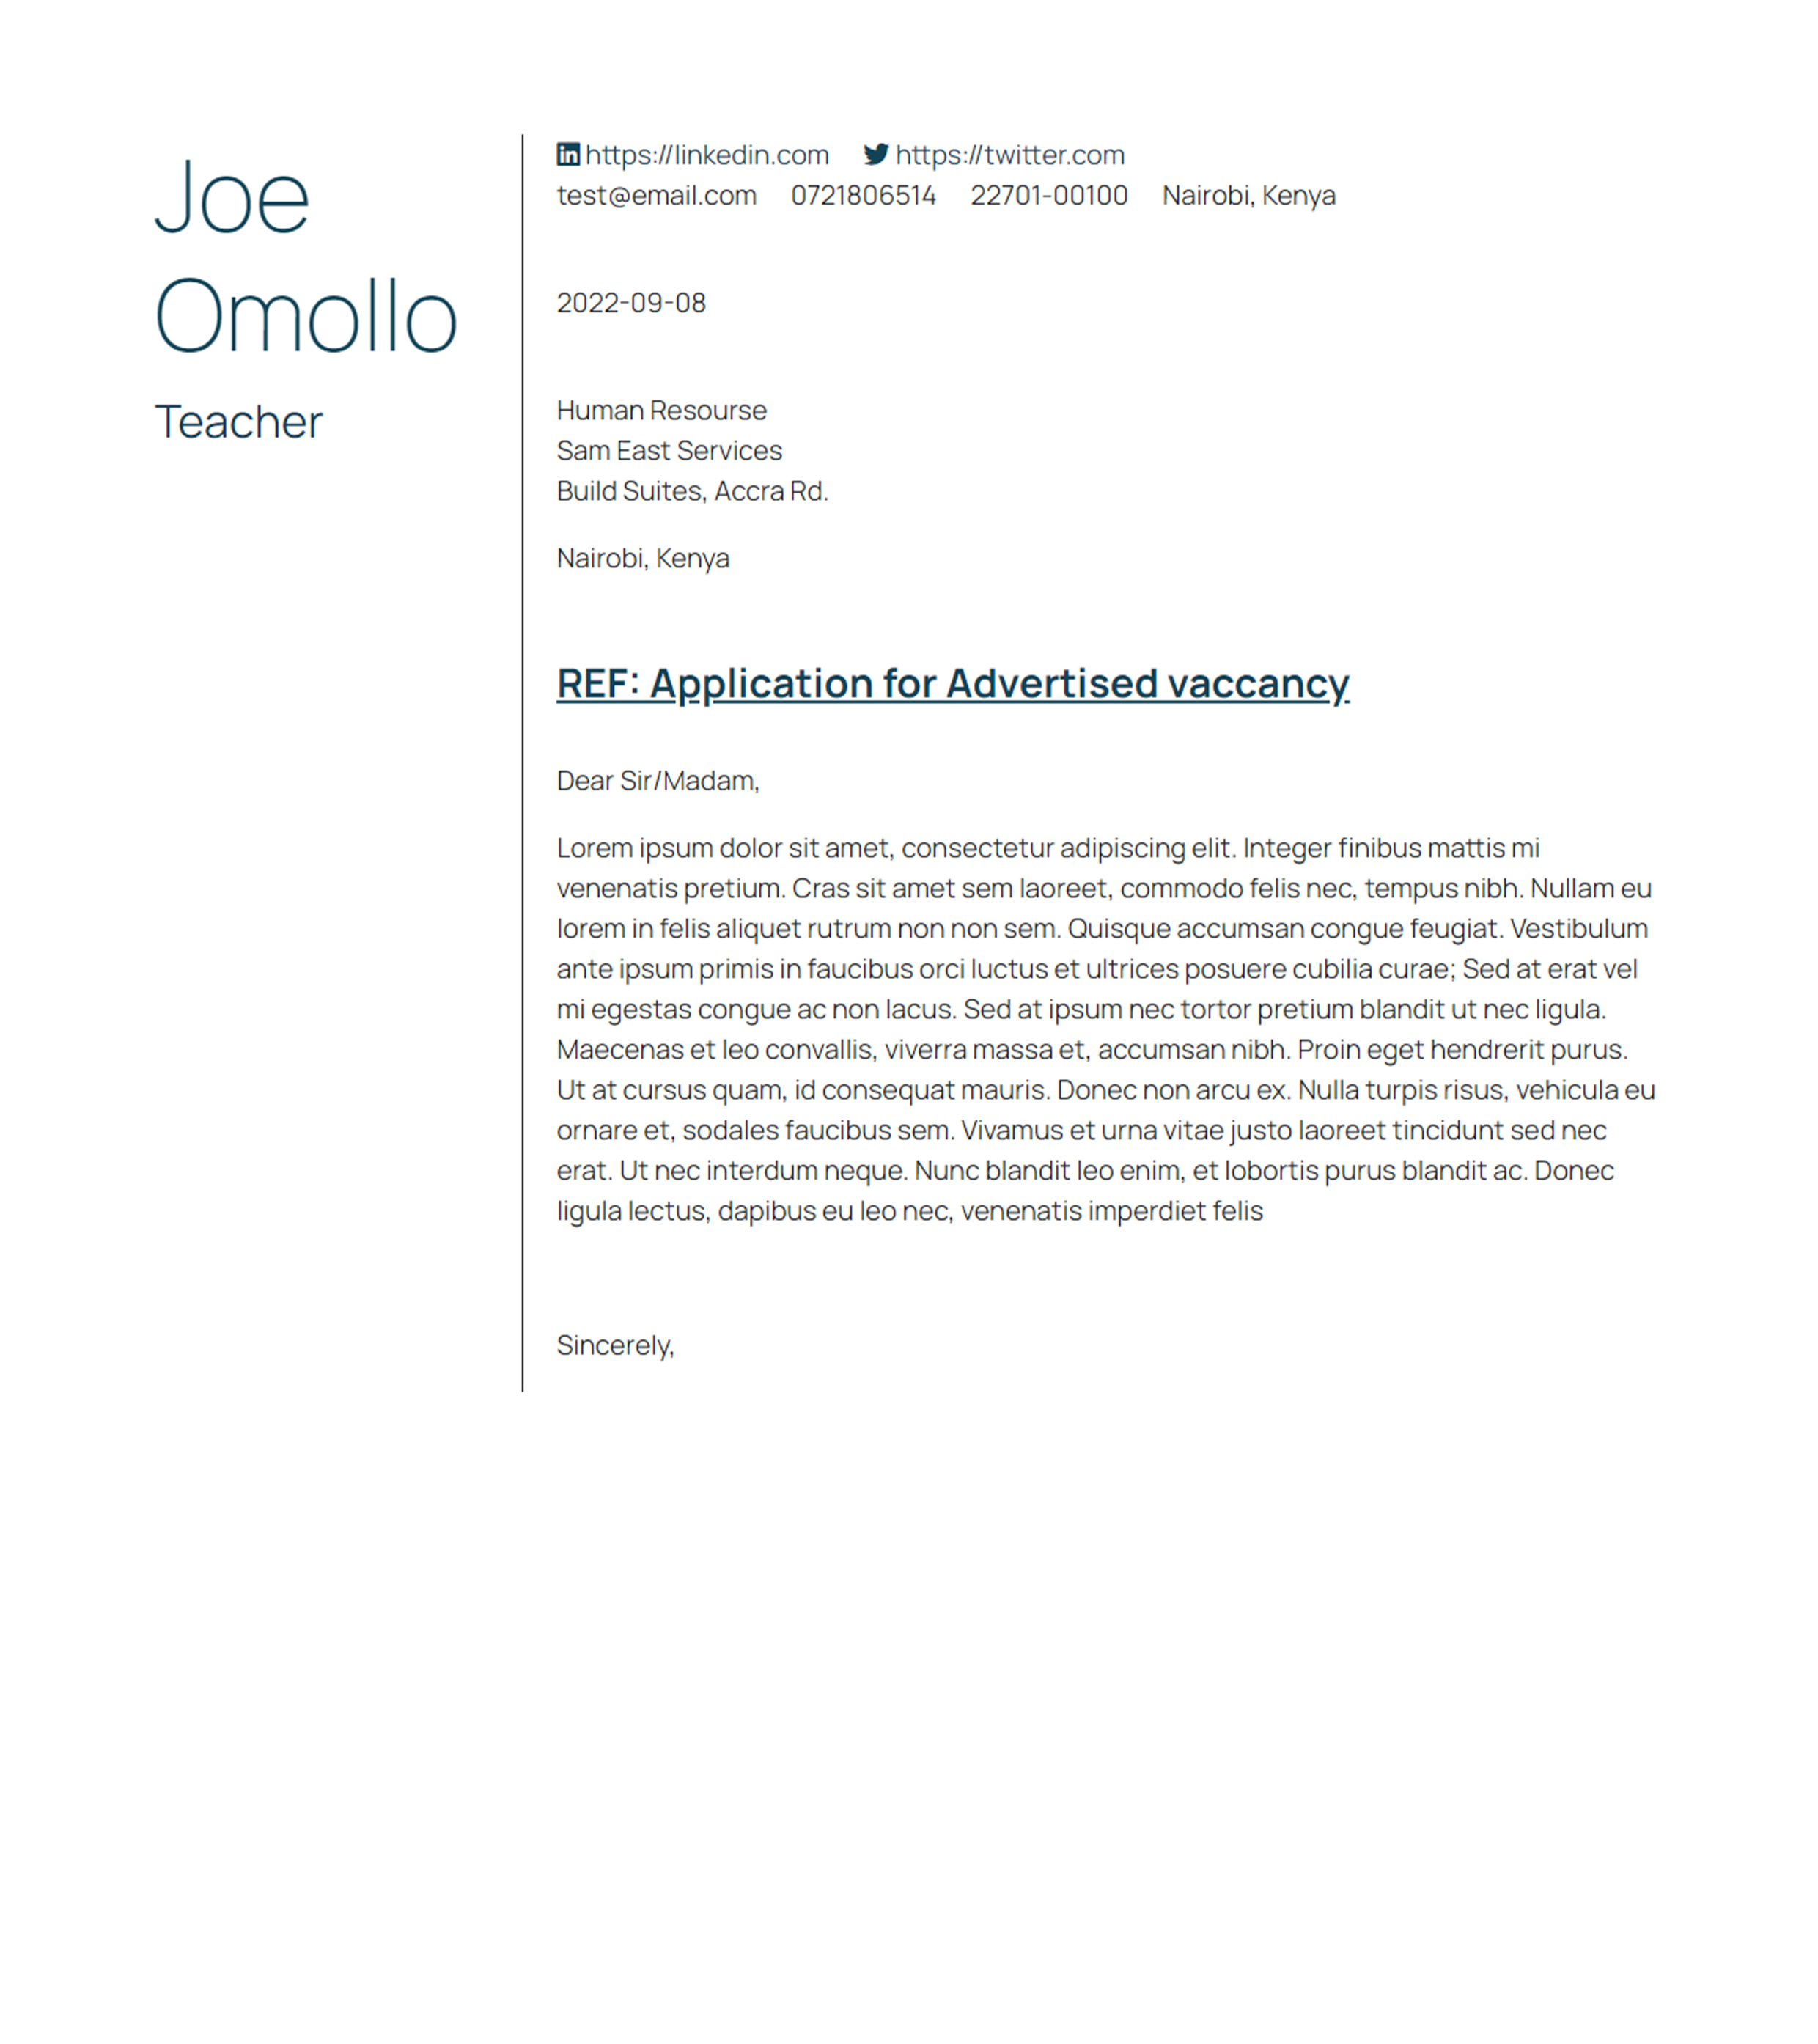 Joe
Omollo
Teacher
https://linkedin.com https://twitter.com
test@email.com 0721806514 22701-00100 Nairobi, Kenya
2022-09-08
Human Resourse
Sam East Services
Build Suites, Accra Rd.
Nairobi, Kenya
REF: Application for Advertised vaccancy
Dear Sir/Madam,
Lorem ipsum dolor sit amet, consectetur adipiscing elit. Integer finibus mattis mi
venenatis pretium. Cras sit amet sem laoreet, commodo felis nec, tempus nibh. Nullam eu
lorem in felis aliquet rutrum non non sem. Quisque accumsan congue feugiat. Vestibulum
ante ipsum primis in faucibus orci luctus et ultrices posuere cubilia curae; Sed at erat vel
mi egestas congue ac non lacus. Sed at ipsum nec tortor pretium blandit ut nec ligula.
Maecenas et leo convallis, viverra massa et, accumsan nibh. Proin eget hendrerit purus.
Ut at cursus quam, id consequat mauris. Donec non arcu ex. Nulla turpis risus, vehicula eu
ornare et, sodales faucibus sem. Vivamus et urna vitae justo laoreet tincidunt sed nec
erat. Ut nec interdum neque. Nunc blandit leo enim, et lobortis purus blandit ac. Donec
ligula lectus, dapibus eu leo nec, venenatis imperdiet felis
Sincerely,